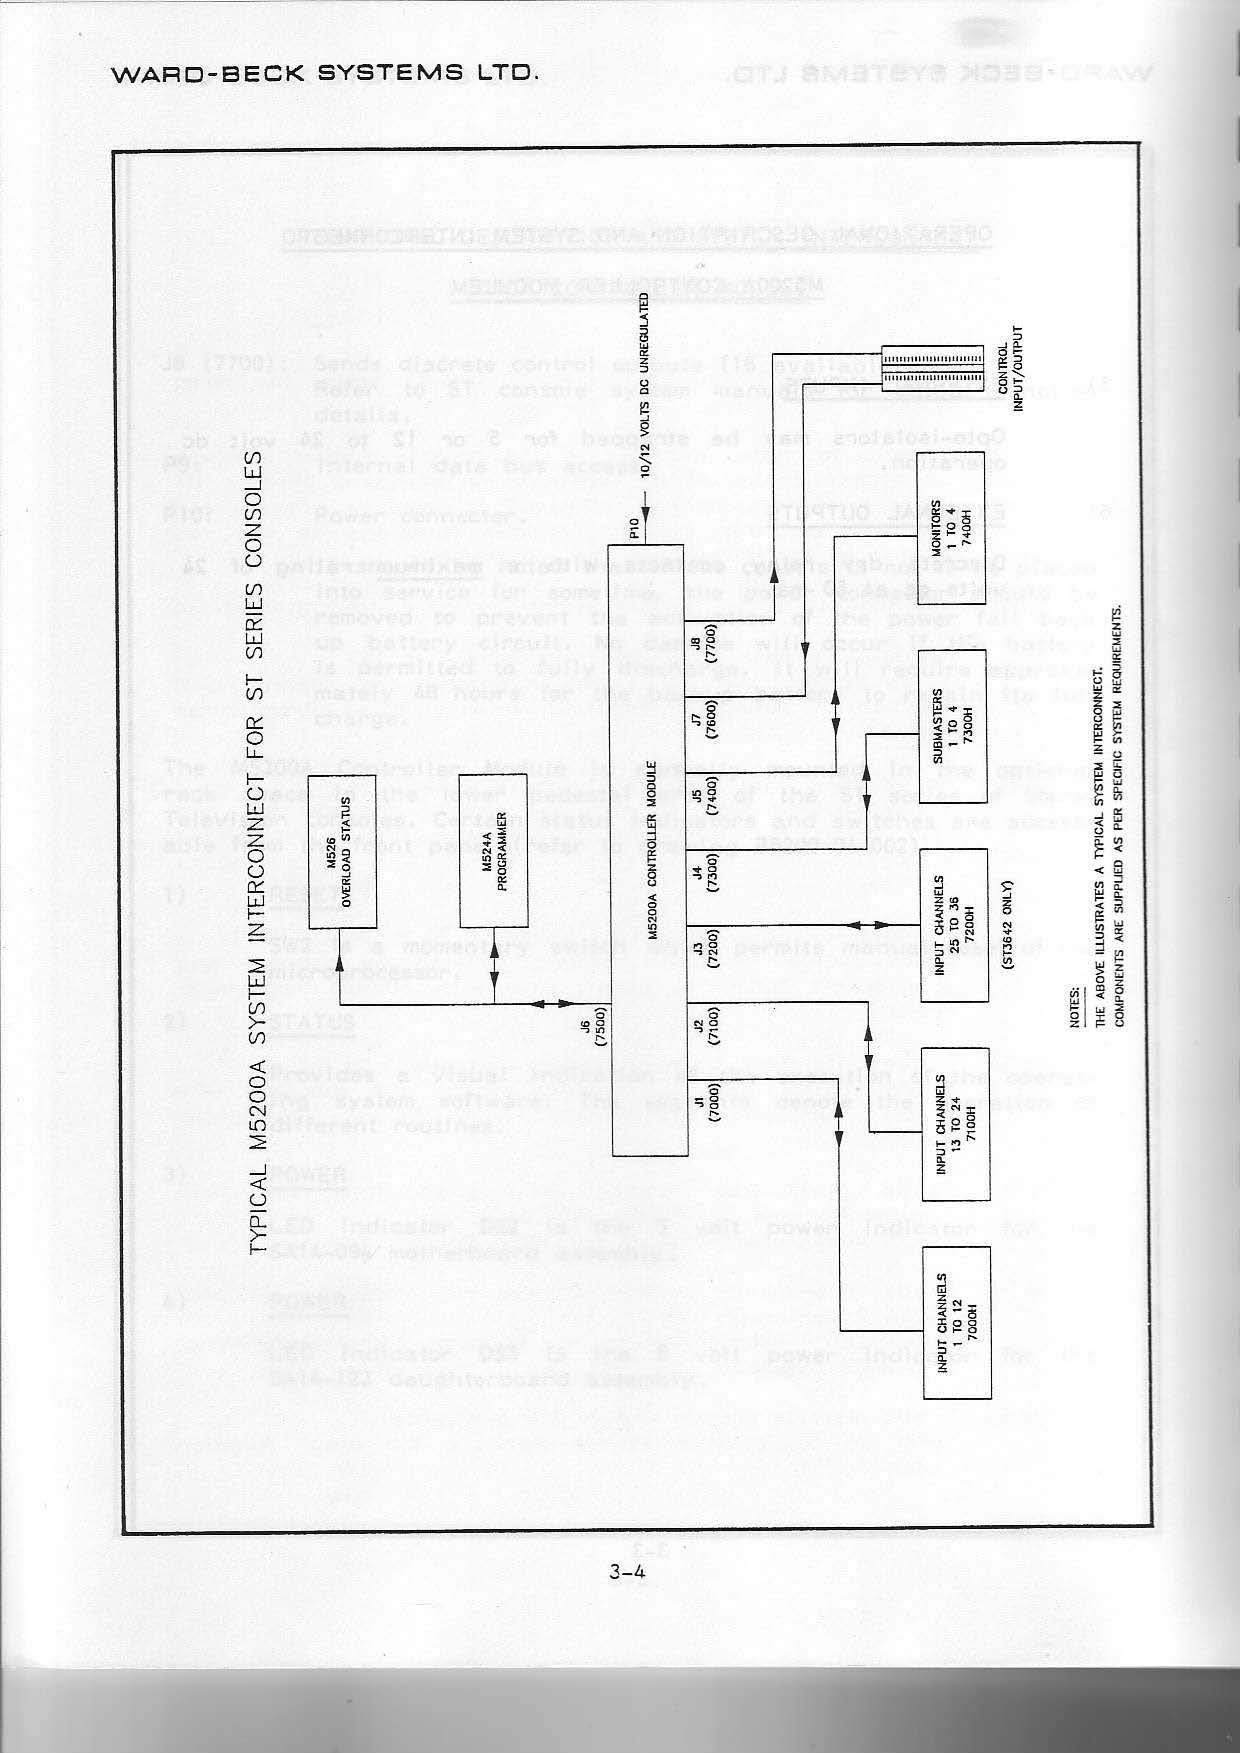 WARD-BECK SYSTEMS LTD.
TYPICAL M5200A SYSTEM INTERCONNECT FOR ST SERIES CONSOLES
M526
OVERLOAD STATUS
M524A
PROGRAMMER
J6
(7500)
P10
10/12 VOLTS DC UNREGULATED
M5200A CONTROLLER MODULE
J1
(7000)
J2
(7100)
J3
(7200)
J4
(7300)
J5
(7400)
J7
(7600)
J8
(7700)
INPUT CHANNELS
1 TO 12
7000H
INPUT CHANNELS
13 TO 24
7100H
INPUT CHANNELS
25 TO 36
7200H
(ST3642 ONLY)
SUBMASTERS
1 TO 4
7300H
MONITORS
1 TO 4
7400H
CONTROL
INPUT/OUTPUT
NOTES:
THE ABOVE ILLUSTRATES A TYPICAL SYSTEM INTERCONNECT.
COMPONENTS ARE SUPPLIED AS PER SPECIFIC SYSTEM REQUIREMENTS.
3-4